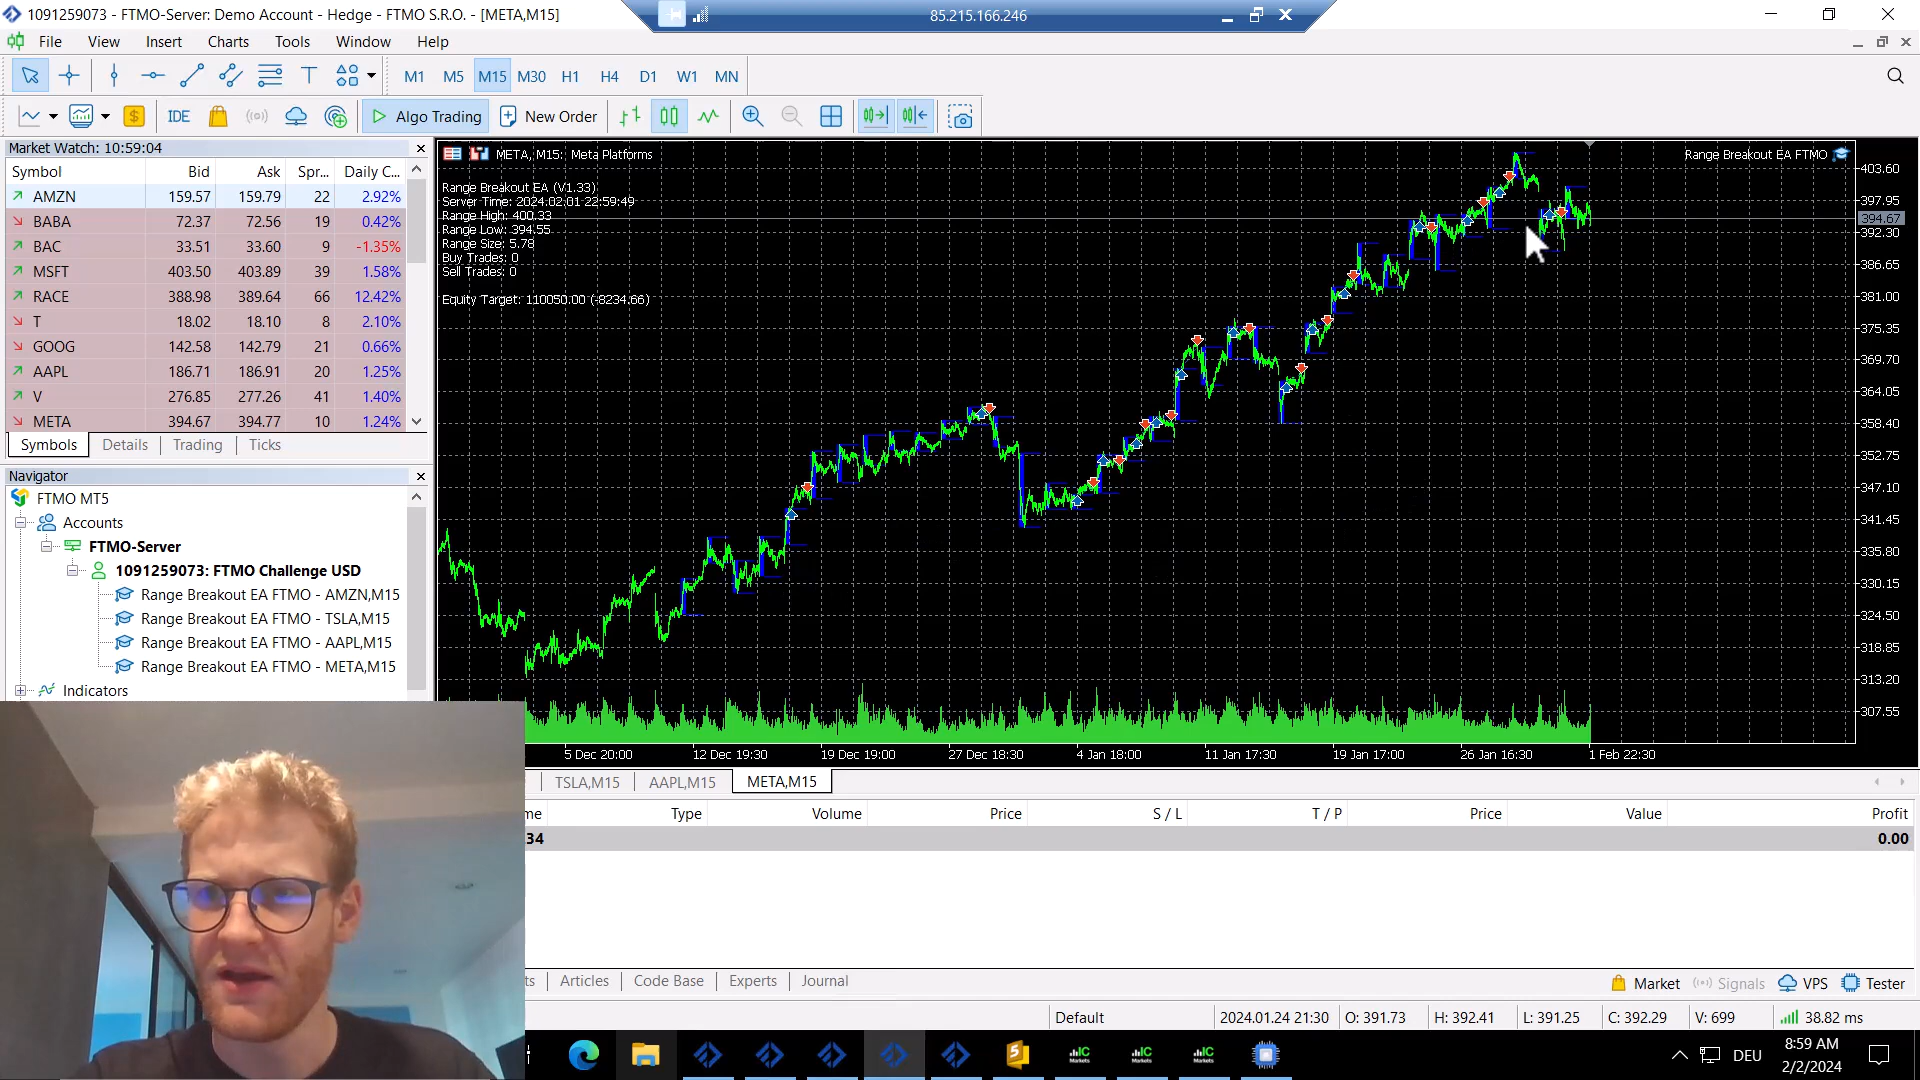 1091259073 - FTMO-Server: Demo Account - Hedge - FTMO S.R.O. - [META,M15]
85.215.166.246
File View Insert Charts Tools Window Help
M1 M5 M15 M30 H1 H4 D1 W1 MN
IDE Algo Trading New Order
Market Watch: 10:59:04
Symbol Bid Ask Spr... Daily C...
AMZN 159.57 159.79 22 2.92%
BABA 72.37 72.56 19 0.42%
BAC 33.51 33.60 9 -1.35%
MSFT 403.50 403.89 39 1.58%
RACE 388.98 389.64 66 12.42%
T 18.02 18.10 8 2.10%
GOOG 142.58 142.79 21 0.66%
AAPL 186.71 186.91 20 1.25%
V 276.85 277.26 41 1.40%
META 394.67 394.77 10 1.24%
Symbols Details Trading Ticks
Navigator
FTMO MT5
Accounts
FTMO-Server
1091259073: FTMO Challenge USD
Range Breakout EA FTMO - AMZN,M15
Range Breakout EA FTMO - TSLA,M15
Range Breakout EA FTMO - AAPL,M15
Range Breakout EA FTMO - META,M15
Indicators
META, M15: Meta Platforms
Range Breakout EA FTMO
Range Breakout EA (V1.33)
Server Time: 2024.02.01 22:59:49
Range High: 400.33
Range Low: 394.55
Range Size: 5.78
Buy Trades: 0
Sell Trades: 0
Equity Target: 110050.00 (-8234.66)
403.60
397.95
394.67
392.30
386.65
381.00
375.35
369.70
364.05
358.40
352.75
347.10
341.45
335.80
330.15
324.50
318.85
313.20
307.55
5 Dec 20:00 12 Dec 19:30 19 Dec 19:00 27 Dec 18:30 4 Jan 18:00 11 Jan 17:30 19 Jan 17:00 26 Jan 16:30 1 Feb 22:30
TSLA,M15 AAPL,M15 META,M15
me Type Volume Price S / L T / P Price Value Profit
34 0.00
ts Articles Code Base Experts Journal
Market Signals VPS Tester
Default 2024.01.24 21:30 O: 391.73 H: 392.41 L: 391.25 C: 392.29 V: 699 38.82 ms
IC Markets IC Markets IC Markets
DEU
8:59 AM
2/2/2024